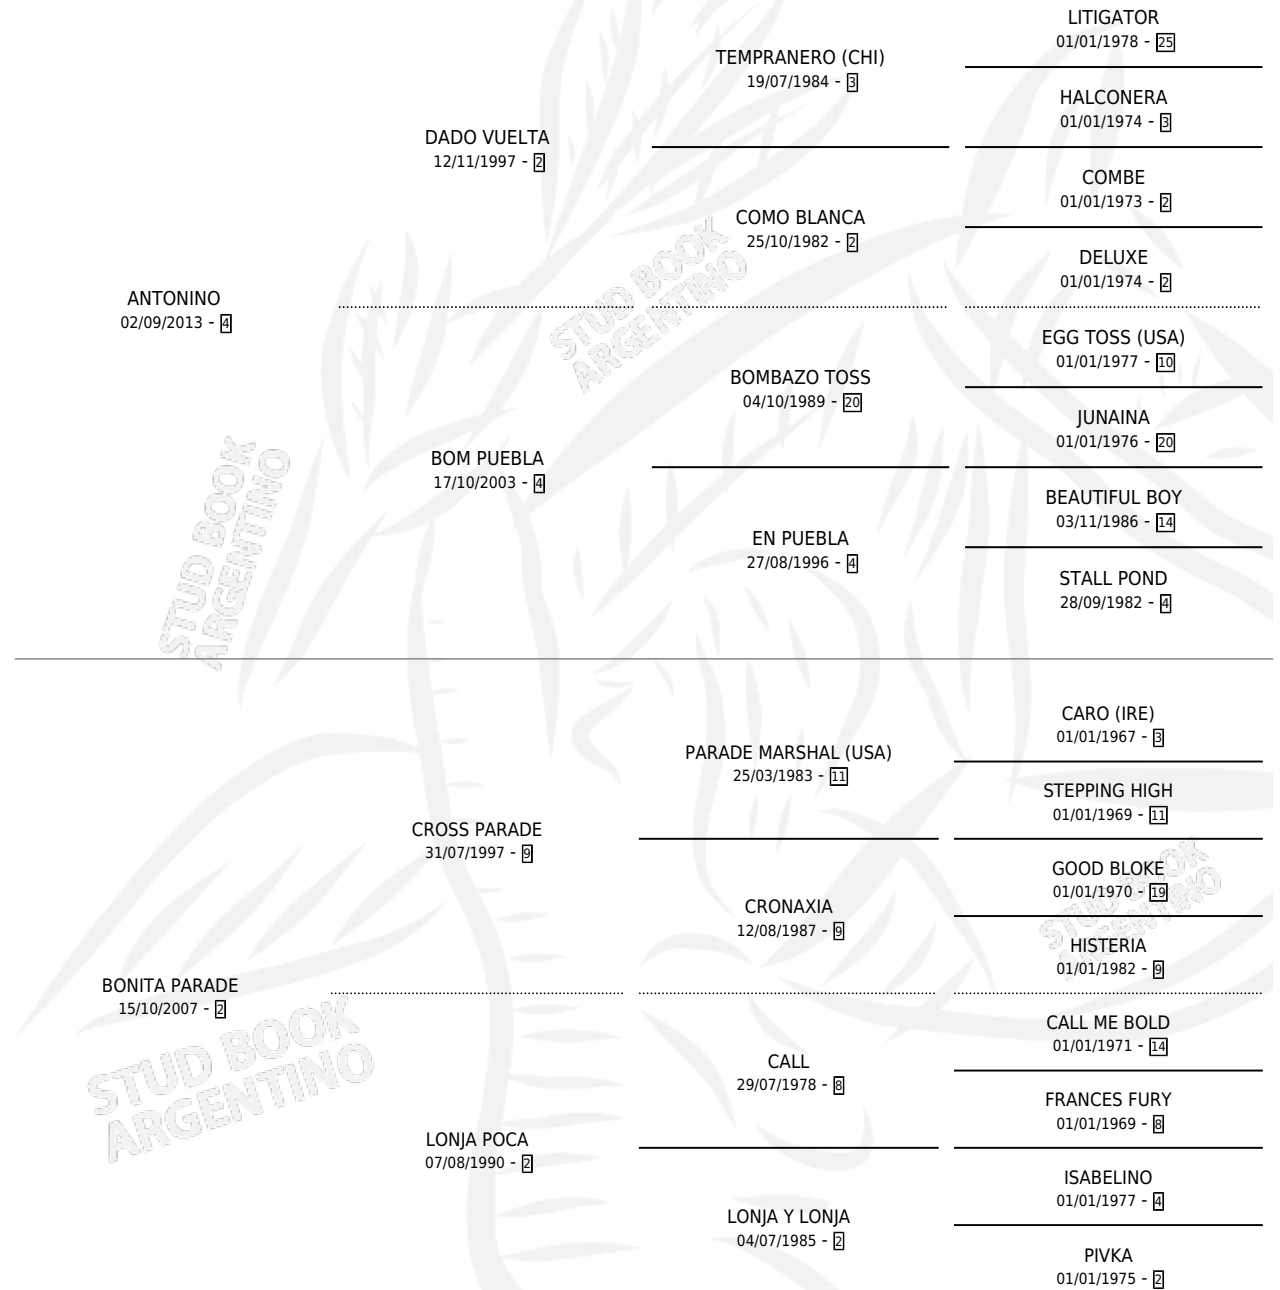 LITIGATOR
01/01/1978 - 25
TEMPRANERO (CHI)
19/07/1984 - 3
HALCONERA
01/01/1974 - 3
DADO VUELTA
12/11/1997 - 2
COMBE
01/01/1973 - 2
COMO BLANCA
25/10/1982 - 2
DELUXE
01/01/1974 - 2
ANTONINO
02/09/2013 - 4
EGG TOSS (USA)
01/01/1977 - 10
BOMBAZO TOSS
04/10/1989 - 20
JUNAINA
01/01/1976 - 20
BOM PUEBLA
17/10/2003 - 4
BEAUTIFUL BOY
03/11/1986 - 14
EN PUEBLA
27/08/1996 - 4
STALL POND
28/09/1982 - 4
CARO (IRE)
01/01/1967 - 3
PARADE MARSHAL (USA)
25/03/1983 - 11
STEPPING HIGH
01/01/1969 - 11
CROSS PARADE
31/07/1997 - 9
GOOD BLOKE
01/01/1970 - 19
CRONAXIA
12/08/1987 - 9
HISTERIA
01/01/1982 - 9
BONITA PARADE
15/10/2007 - 2
CALL ME BOLD
01/01/1971 - 14
CALL
29/07/1978 - 8
FRANCES FURY
01/01/1969 - 8
LONJA POCA
07/08/1990 - 2
ISABELINO
01/01/1977 - 4
LONJA Y LONJA
04/07/1985 - 2
PIVKA
01/01/1975 - 2
STUD BOOK
ARGENTINO
STUD BOOK
ARGENTINO
STUD BOOK
ARGENTINO
STUD BOOK
ARGENTINO